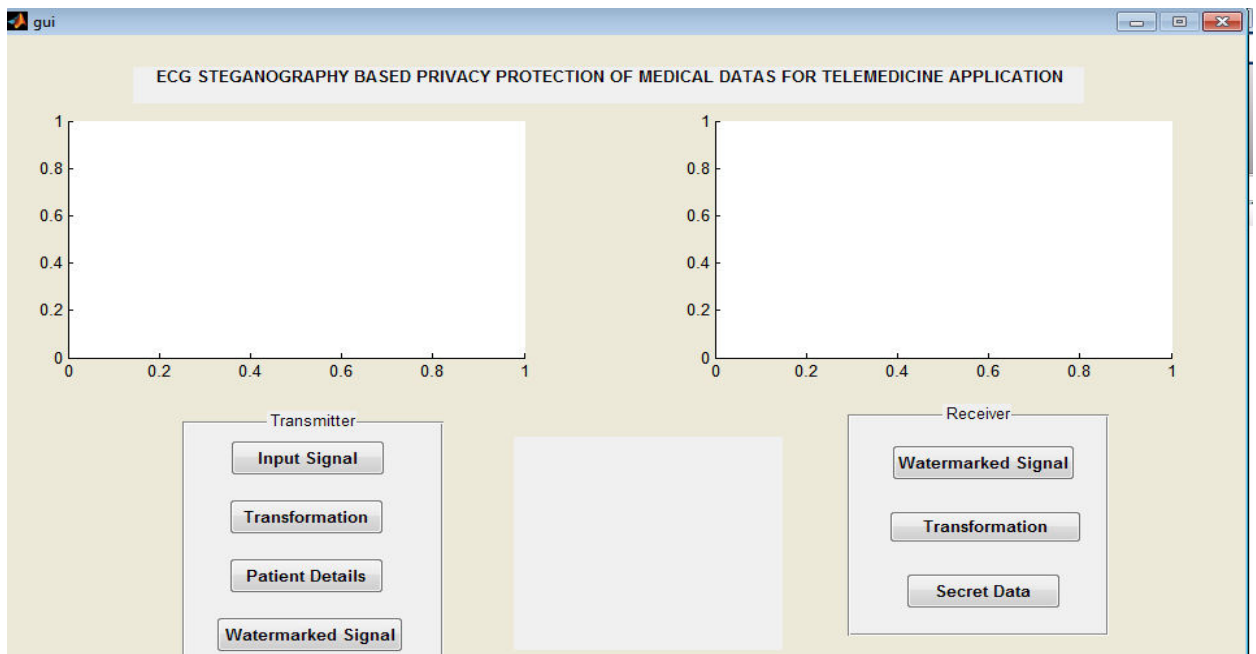 gui
ECG STEGANOGRAPHY BASED PRIVACY PROTECTION OF MEDICAL DATAS FOR TELEMEDICINE APPLICATION
1
0.8
0.6
0.4
0.2
0
0 0.2 0.4 0.6 0.8 1
1
0.8
0.6
0.4
0.2
0
0 0.2 0.4 0.6 0.8 1
Transmitter
Input Signal
Transformation
Patient Details
Watermarked Signal
Receiver
Watermarked Signal
Transformation
Secret Data